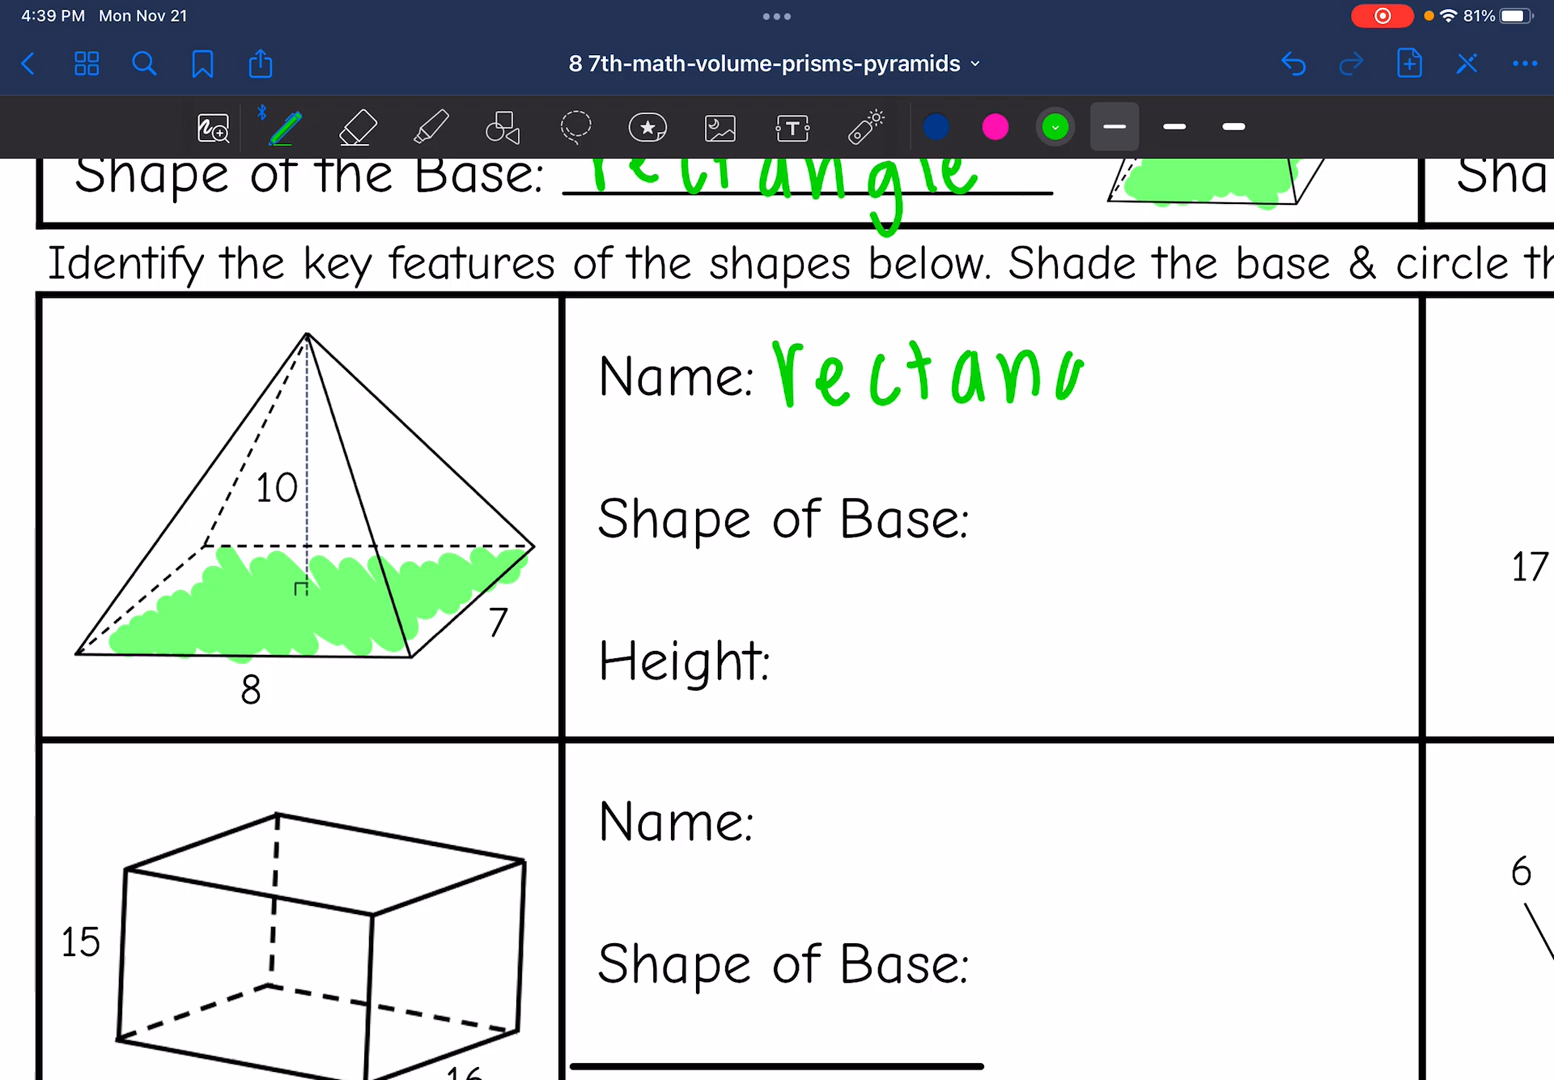 4:39 PM Mon Nov 21
81%
8 7th-math-volume-prisms-pyramids
T
Shape of the Base: rectangle
Sha
Identify the key features of the shapes below. Shade the base & circle th
10
7
8
Name: rectang
Shape of Base:
Height:
17
15
16
Name:
Shape of Base:
6